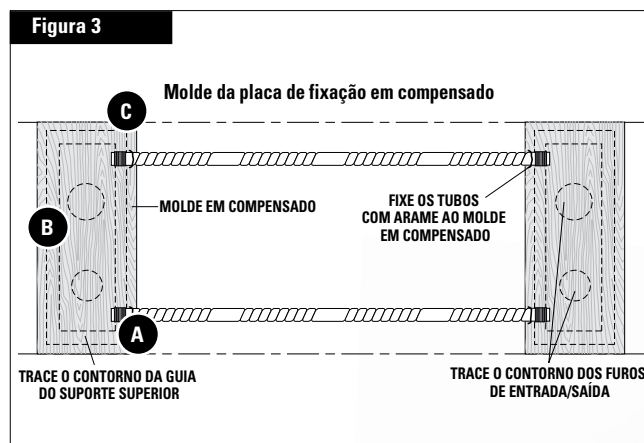 Figura 3
Molde da placa de fixação em compensado
C
MOLDE EM COMPENSADO
FIXE OS TUBOS
COM ARAME AO MOLDE
EM COMPENSADO
B
A
TRACE O CONTORNO DA GUIA
DO SUPORTE SUPERIOR
TRACE O CONTORNO DOS FUROS
DE ENTRADA/SAÍDA